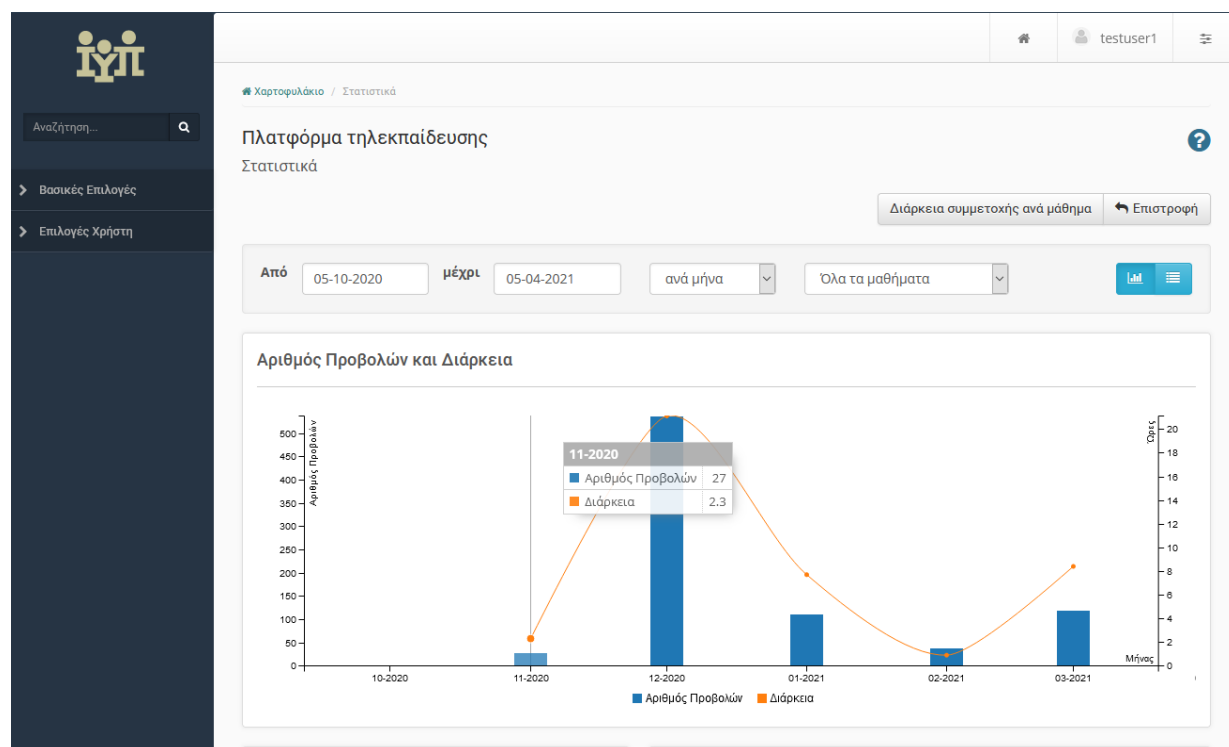 ΙΥΠ
testuser1
Χαρτοφυλάκιο / Στατιστικά
Αναζήτηση...
Πλατφόρμα τηλεκπαίδευσης
Στατιστικά
Βασικές Επιλογές
Επιλογές Χρήστη
Διάρκεια συμμετοχής ανά μάθημα
Επιστροφή
Από 05-10-2020 μέχρι 05-04-2021 ανά μήνα Όλα τα μαθήματα
Αριθμός Προβολών και Διάρκεια
Αριθμός Προβολών
500
450
400
350
300
250
200
150
100
50
0
11-2020
Αριθμός Προβολών 27
Διάρκεια 2.3
Ώρες
20
18
16
14
12
10
8
6
4
2
0
Μήνας
10-2020 11-2020 12-2020 01-2021 02-2021 03-2021
Αριθμός Προβολών Διάρκεια